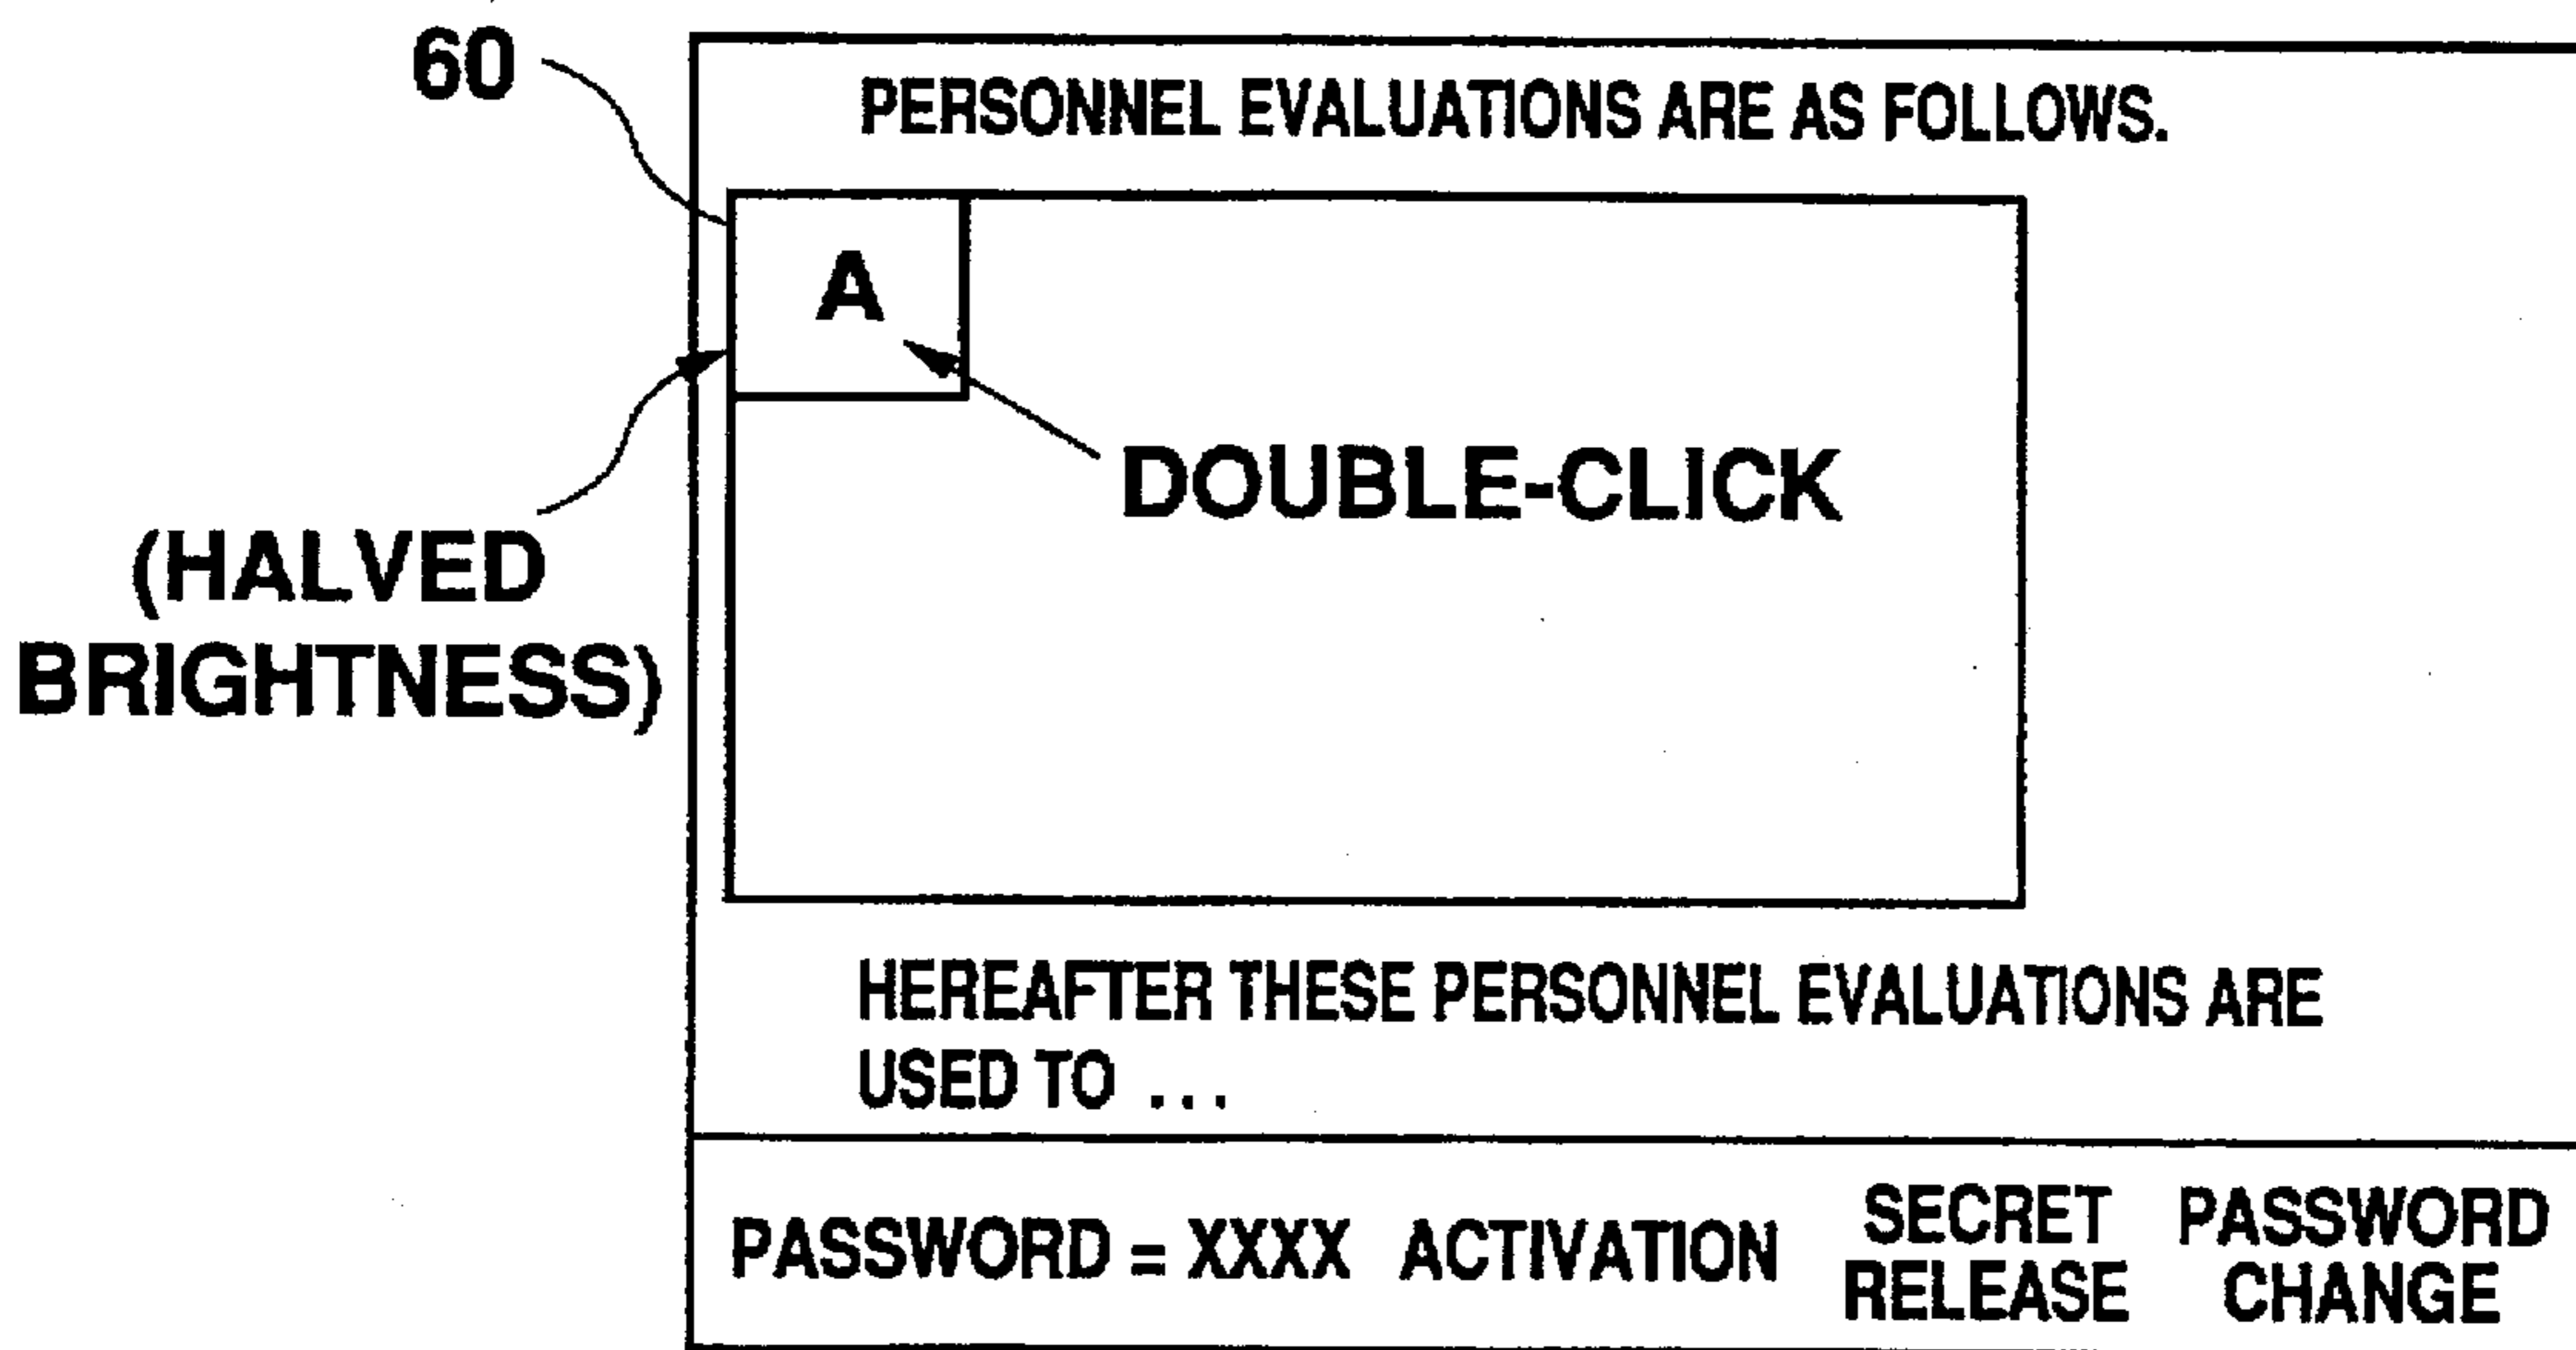 60
PERSONNEL EVALUATIONS ARE AS FOLLOWS.
A
DOUBLE-CLICK
(HALVED
BRIGHTNESS)
HEREAFTER THESE PERSONNEL EVALUATIONS ARE
USED TO ...
PASSWORD = XXXX ACTIVATION
SECRET
RELEASE
PASSWORD
CHANGE